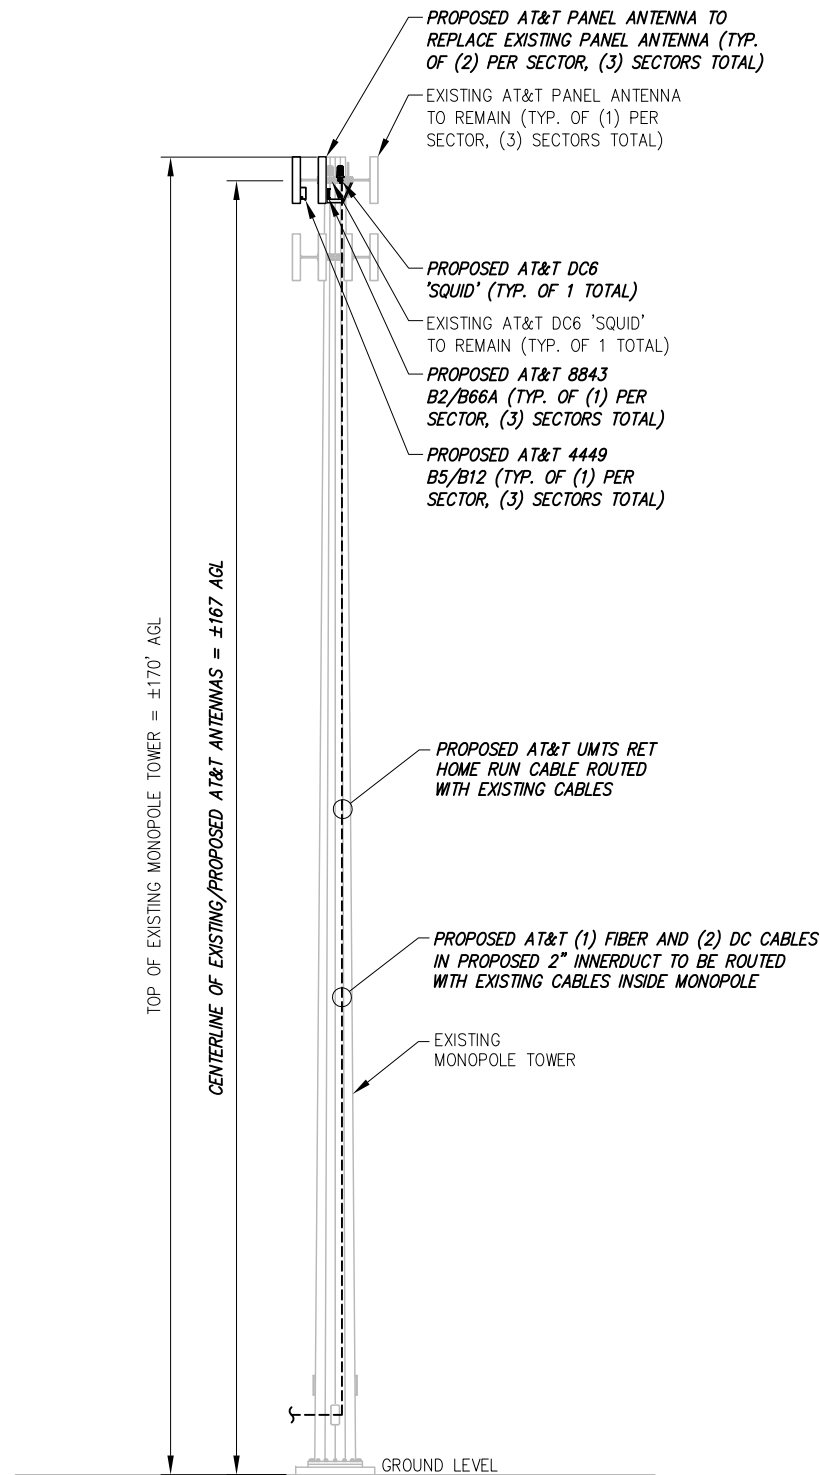 PROPOSED AT&T PANEL ANTENNA TO
REPLACE EXISTING PANEL ANTENNA (TYP.
OF (2) PER SECTOR, (3) SECTORS TOTAL)
EXISTING AT&T PANEL ANTENNA
TO REMAIN (TYP. OF (1) PER
SECTOR, (3) SECTORS TOTAL)
PROPOSED AT&T DC6
'SQUID' (TYP. OF 1 TOTAL)
EXISTING AT&T DC6 'SQUID'
TO REMAIN (TYP. OF 1 TOTAL)
PROPOSED AT&T 8843
B2/B66A (TYP. OF (1) PER
SECTOR, (3) SECTORS TOTAL)
PROPOSED AT&T 4449
B5/B12 (TYP. OF (1) PER
SECTOR, (3) SECTORS TOTAL)
TOP OF EXISTING MONOPOLE TOWER = ±170' AGL
CENTERLINE OF EXISTING/PROPOSED AT&T ANTENNAS = ±167 AGL
PROPOSED AT&T UMTS RET
HOME RUN CABLE ROUTED
WITH EXISTING CABLES
PROPOSED AT&T (1) FIBER AND (2) DC CABLES
IN PROPOSED 2" INNERDUCT TO BE ROUTED
WITH EXISTING CABLES INSIDE MONOPOLE
EXISTING
MONOPOLE TOWER
GROUND LEVEL